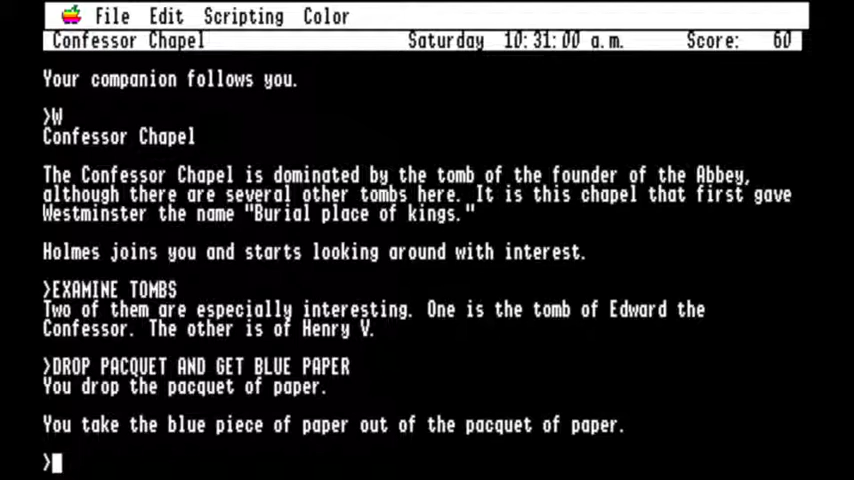 File Edit Scripting Color
Confessor Chapel Saturday 10:31:00 a.m. Score: 60
Your companion follows you.
>W
Confessor Chapel
The Confessor Chapel is dominated by the tomb of the founder of the Abbey,
although there are several other tombs here. It is this chapel that first gave
Westminster the name "Burial place of kings."
Holmes joins you and starts looking around with interest.
>EXAMINE TOMBS
Two of them are especially interesting. One is the tomb of Edward the
Confessor. The other is of Henry V.
>DROP PACQUET AND GET BLUE PAPER
You drop the pacquet of paper.
You take the blue piece of paper out of the pacquet of paper.
>